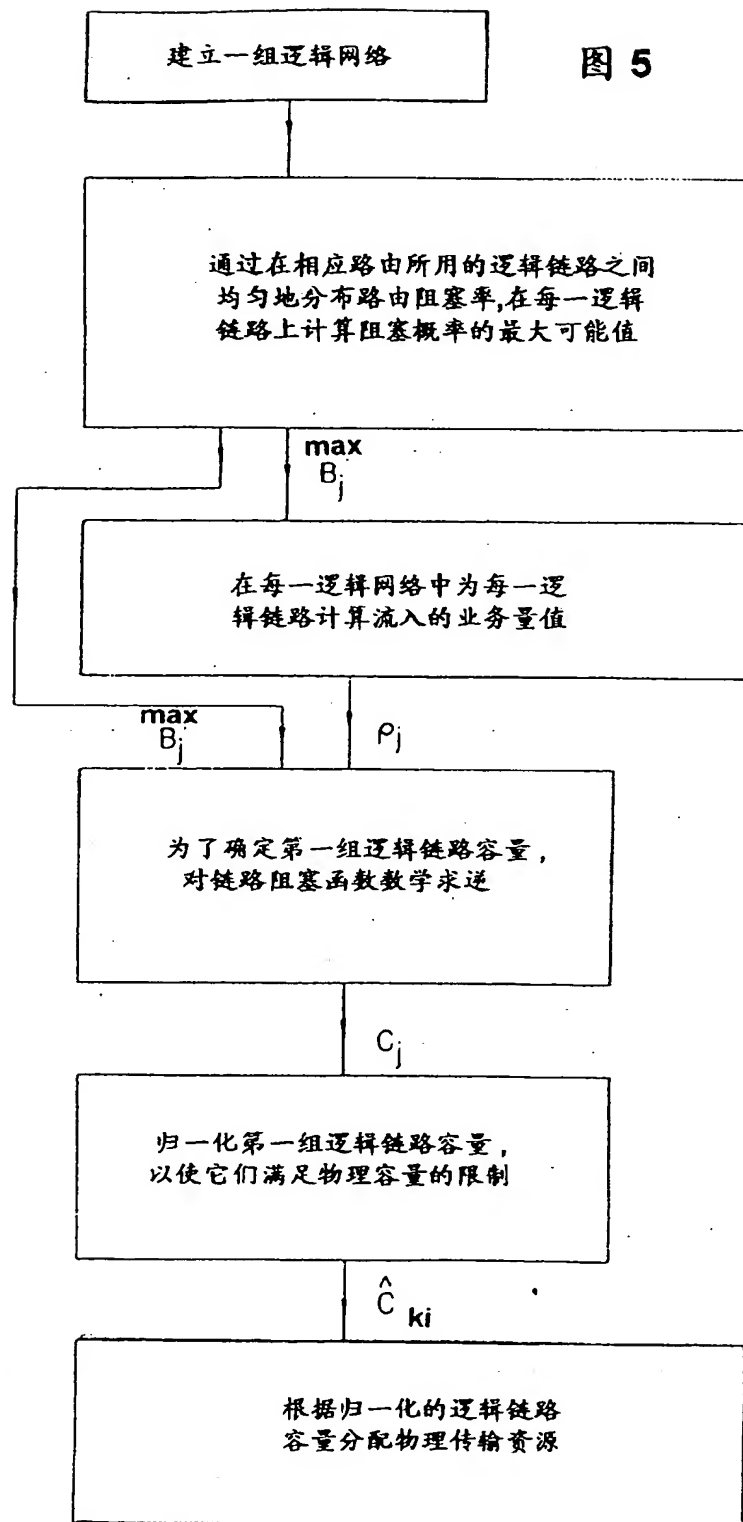 建立一组逻辑网络
图 5
通过在相应路由所用的逻辑链路之间
均匀地分布路由阻塞率,在每一逻辑
链路上计算阻塞概率的最大可能值
max
Bj
在每一逻辑网络中为每一逻
辑链路计算流入的业务量值
max
Bj
ρj
为了确定第一组逻辑链路容量,
对链路阻塞函数数学求逆
Cj
归一化第一组逻辑链路容量,
以使它们满足物理容量的限制
Ĉ ki
根据归一化的逻辑链路
容量分配物理传输资源